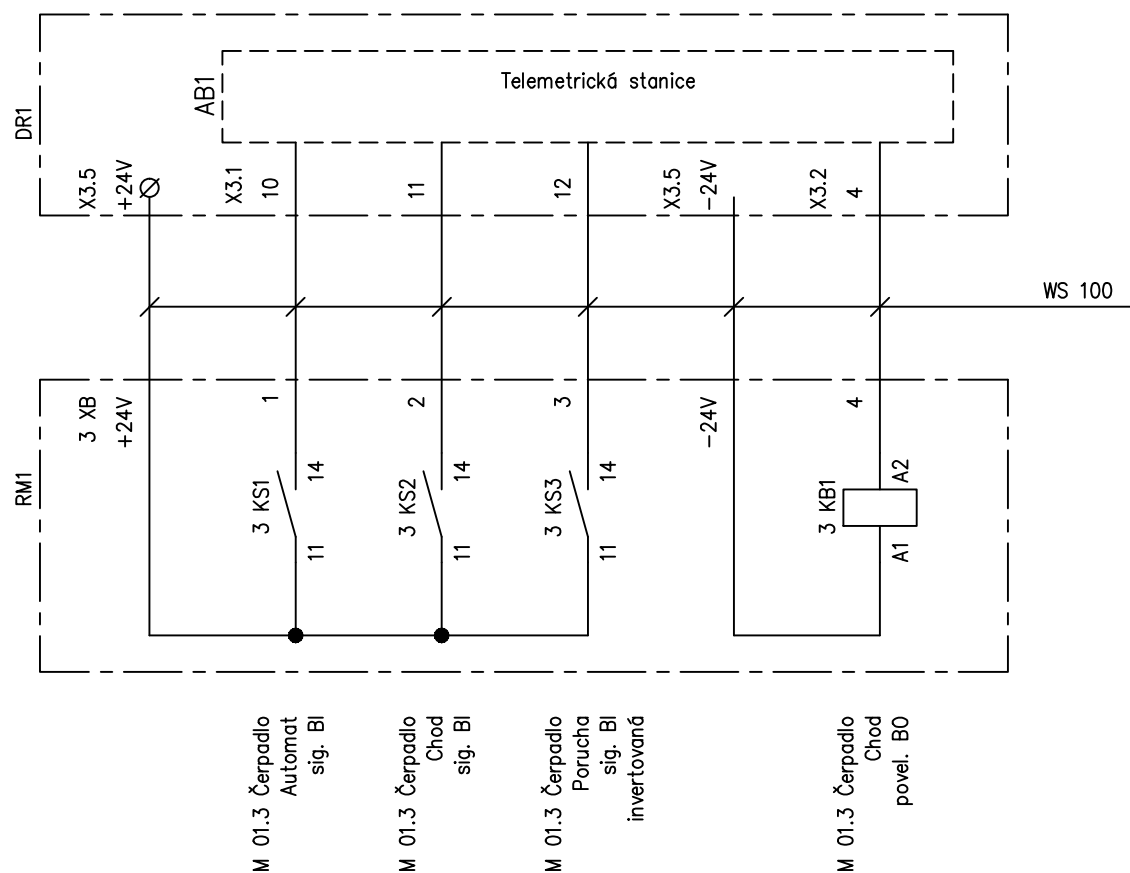 Telemetrická stanice
AB1
DR1
X3.5
+24V
X3.1
10
11
12
X3.5
-24V
X3.2
4
WS 100
RM1
3 XB
+24V
1
2
3
-24V
4
3 KS1
14
11
3 KS2
14
11
3 KS3
14
11
3 KB1
A2
A1
M 01.3 Čerpadlo
Automat
sig. BI
M 01.3 Čerpadlo
Chod
sig. BI
M 01.3 Čerpadlo
Porucha
sig. BI
invertovaná
M 01.3 Čerpadlo
Chod
povel. BO